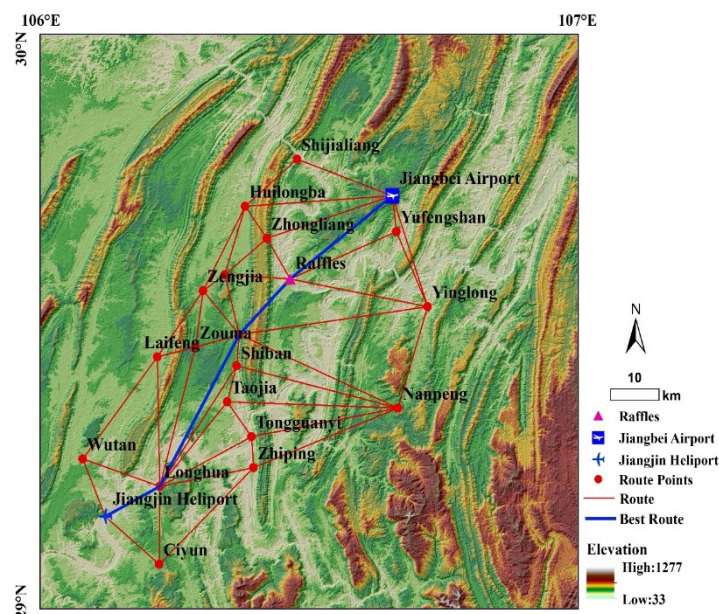 106°E
107°E
30°N
Shijialiang
Jiangbei Airport
Huilongba
Yufengshan
Zhongliang
Raffles
Zengjia
Yinglong
Zouma
Laifeng
Shiban
Taojia
Nanpeng
Tongguanyi
Wutan
Zhiping
Longhua
Jiangjin Heliport
Ciyun
29°N
N
10
km
Raffles
Jiangbei Airport
Jiangjin Heliport
Route Points
Route
Best Route
Elevation
High:1277
Low:33